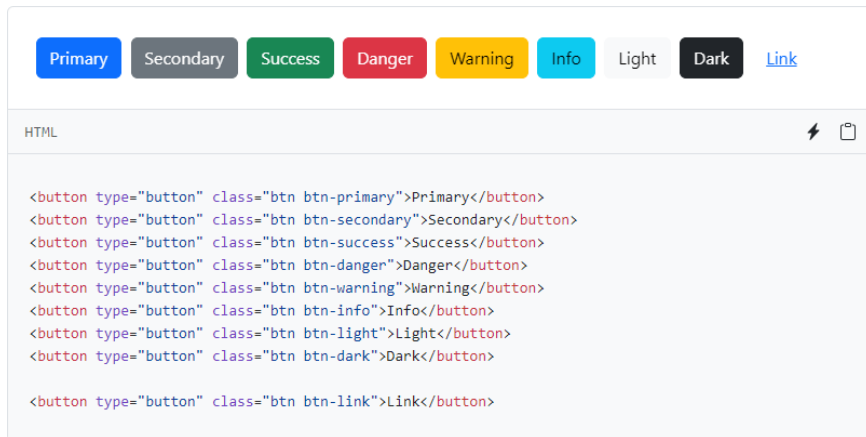 Primary Secondary Success Danger Warning Info Light Dark Link
HTML
<button type="button" class="btn btn-primary">Primary</button>
<button type="button" class="btn btn-secondary">Secondary</button>
<button type="button" class="btn btn-success">Success</button>
<button type="button" class="btn btn-danger">Danger</button>
<button type="button" class="btn btn-warning">Warning</button>
<button type="button" class="btn btn-info">Info</button>
<button type="button" class="btn btn-light">Light</button>
<button type="button" class="btn btn-dark">Dark</button>
<button type="button" class="btn btn-link">Link</button>